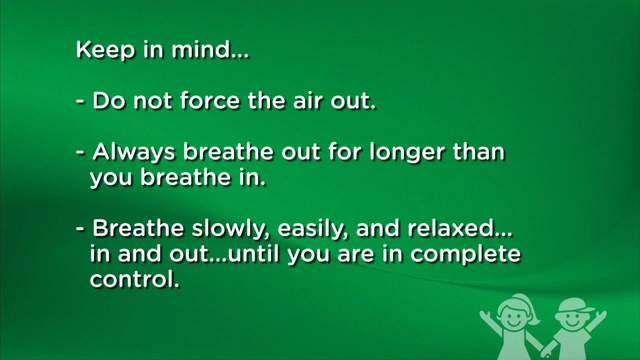 Keep in mind...
- Do not force the air out.
- Always breathe out for longer than
you breathe in.
- Breathe slowly, easily, and relaxed...
in and out...until you are in complete
control.